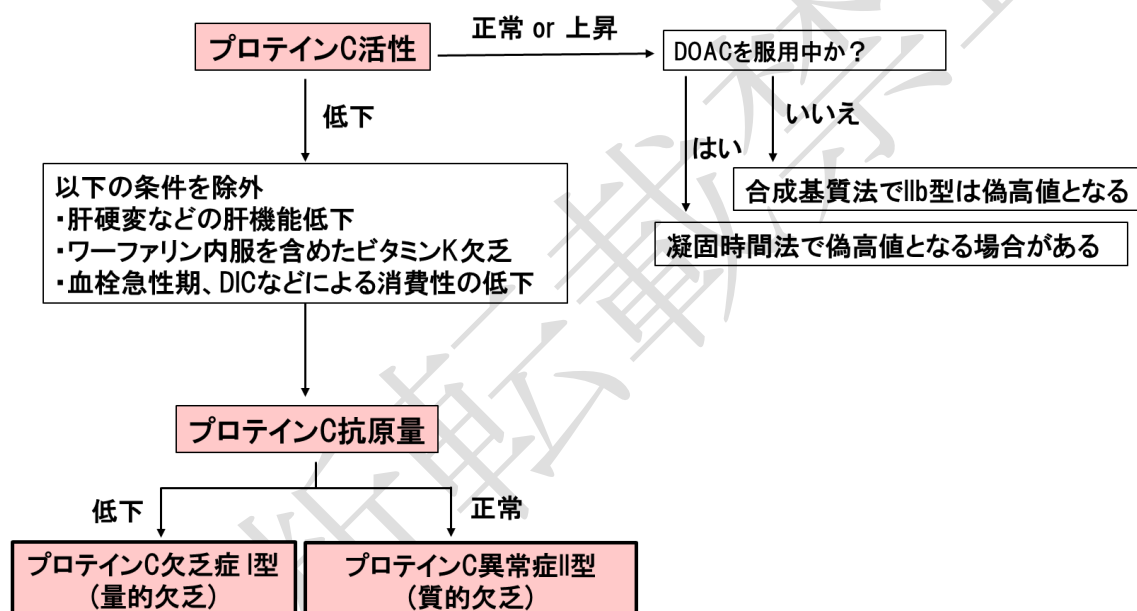 プロテインC活性
正常 or 上昇
DOACを服用中か？
低下
いいえ
はい
以下の条件を除外
・肝硬変などの肝機能低下
・ワーファリン内服を含めたビタミンK欠乏
・血栓急性期、DICなどによる消費性の低下
合成基質法でIIb型は偽高値となる
凝固時間法で偽高値となる場合がある
プロテインC抗原量
低下
正常
プロテインC欠乏症 I型
（量的欠乏）
プロテインC異常症II型
（質的欠乏）
転載禁